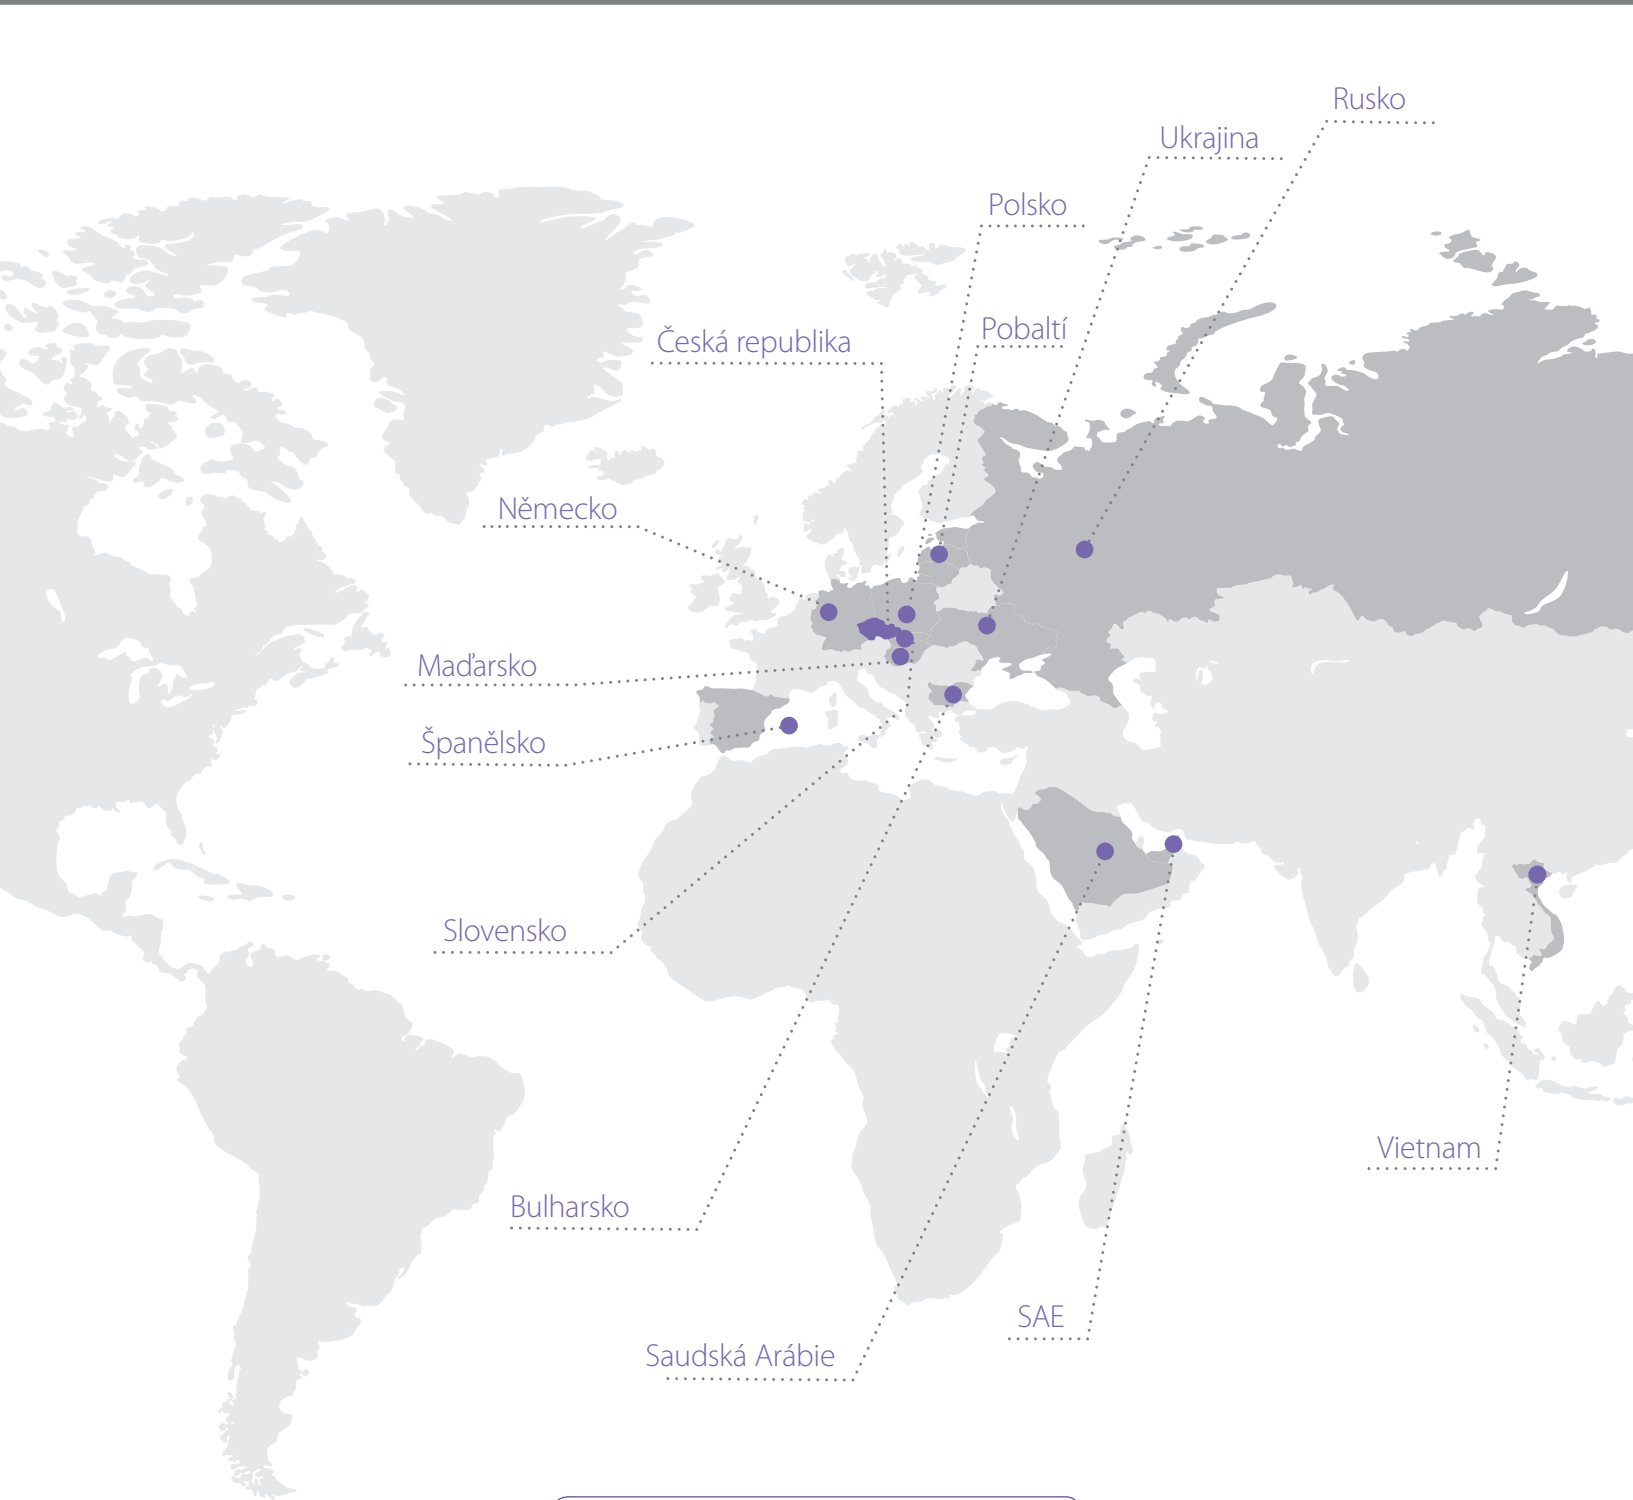 Rusko
Ukrajina
Polsko
Pobaltí
Česká republika
Německo
Maďarsko
Španělsko
Slovensko
Vietnam
Bulharsko
SAE
Saudská Arábie